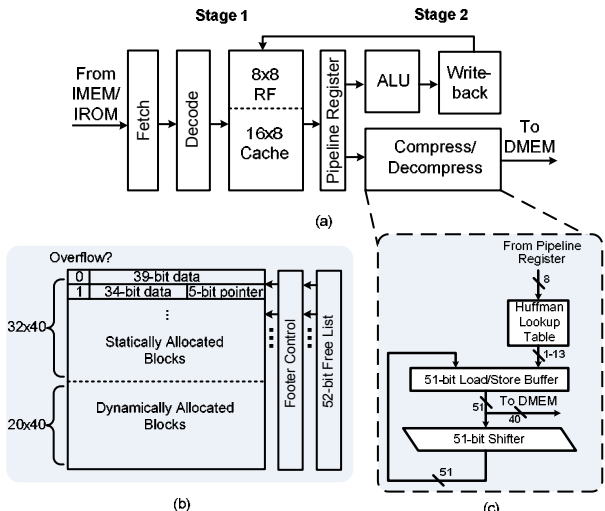 Stage 1
Stage 2
From
IMEM/
IROM
Fetch
Decode
8x8
RF
16x8
Cache
Pipeline Register
ALU
Write-
back
Compress/
Decompress
To
DMEM
(a)
Overflow?
0
39-bit data
1
34-bit data
5-bit pointer
32x40
Statically Allocated
Blocks
20x40
Dynamically Allocated
Blocks
Footer Control
52-bit Free List
(b)
From Pipeline
Register
8
Huffman
Lookup
Table
1-13
51-bit Load/Store Buffer
51
To DMEM
40
51-bit Shifter
51
(c)